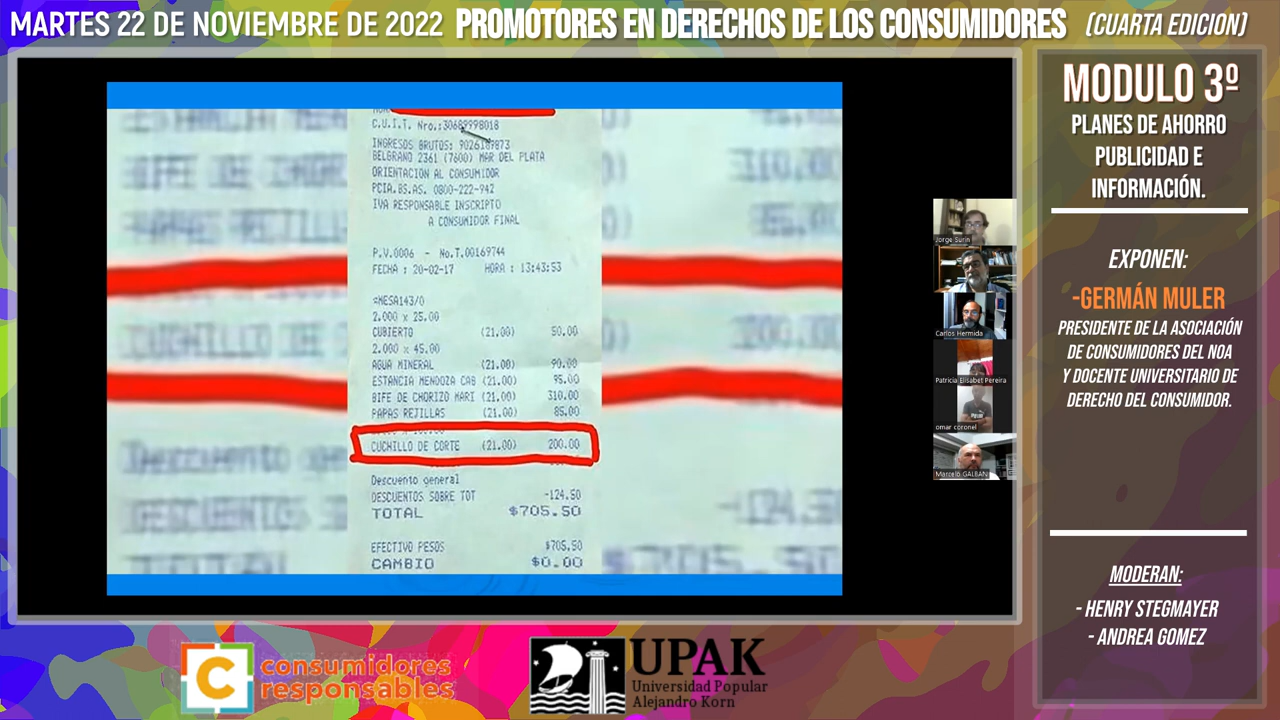 MARTES 22 DE NOVIEMBRE DE 2022 PROMOTORES EN DERECHOS DE LOS CONSUMIDORES (CUARTA EDICION)
C.U.I.T. Nro.:30689998018
INGRESOS BRUTOS:
BELGRANO 2361 (7600) MAR DEL PLATA
ORIENTACION AL CONSUMIDOR
PCIA.BS.AS. 0800-222-942
IVA RESPONSABLE INSCRIPTO
A CONSUMIDOR FINAL
P.V.0006 - No.T.00169744
FECHA : 20-02-17 HORA : 13:43:53
MESA143/0
2.000 x 25.00
CUBIERTO (21.00) 50.00
2.000 x 45.00
AGUA MINERAL (21.00) 90.00
ESTANCIA MENDOZA CAB (21.00) 95.00
BIFE DE CHORIZO MARI (21.00) 310.00
PAPAS REJILLAS (21.00) 85.00
CUCHILLO DE CORTE (21.00) 200.00
Descuento general
DESCUENTOS SOBRE TOT -124.50
TOTAL $705.50
EFECTIVO PESOS $705.50
CAMBIO $0.00
Jorge Surin
Carlos Hermida
Patricia Elisabet Pereira
omar coronel
Marcelo GALBAN
MODULO 3º
PLANES DE AHORRO
PUBLICIDAD E
INFORMACIÓN.
EXPONEN:
-GERMÁN MULER
PRESIDENTE DE LA ASOCIACIÓN
DE CONSUMIDORES DEL NOA
Y DOCENTE UNIVERSITARIO DE
DERECHO DEL CONSUMIDOR.
MODERAN:
- HENRY STEGMAYER
- ANDREA GOMEZ
C consumidores
responsables
UPAK
Universidad Popular
Alejandro Korn